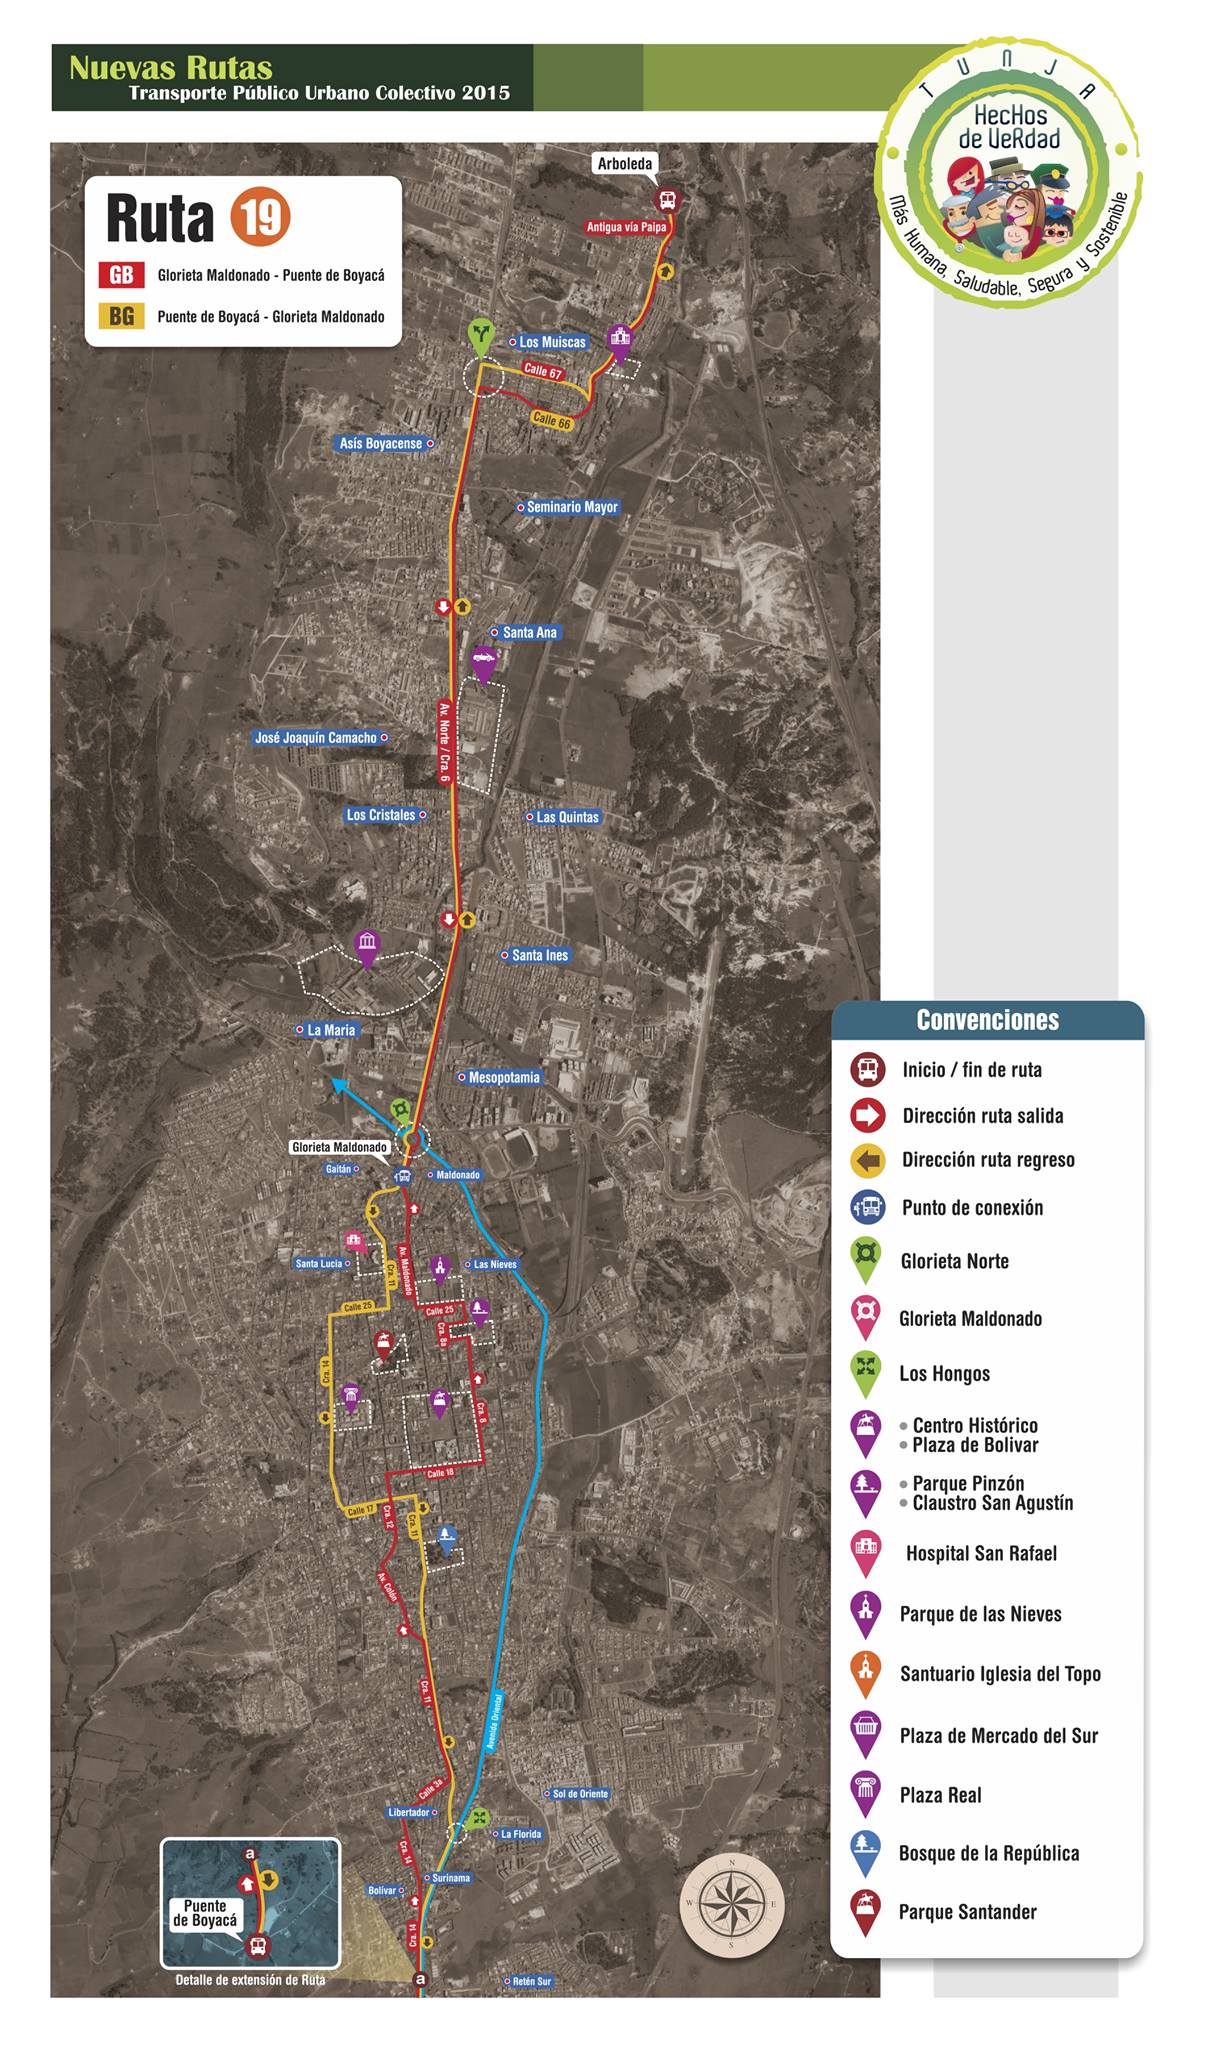 Nuevas Rutas
Transporte Público Urbano Colectivo 2015
TUNJA
HecHos
de VeRdad
Más Humana, Saludable, Segura y Sostenible
Ruta 19
GB Glorieta Maldonado - Puente de Boyacá
BG Puente de Boyacá - Glorieta Maldonado
Arboleda
Antigua vía Paipa
Los Muiscas
Calle 67
Calle 66
Asís Boyacense
Seminario Mayor
Santa Ana
Av. Norte / Cra. 6
José Joaquín Camacho
Los Cristales
Las Quintas
Santa Ines
La Maria
Mesopotamia
Glorieta Maldonado
Gaitán
Maldonado
Santa Lucia
Cra. 11
Av. Maldonado
Las Nieves
Calle 25
Calle 25
Cra. 8a
Cra. 14
Cra. 8
Calle 18
Calle 17
Cra. 12
Cra. 11
Av. Colón
Cra. 11
Avenida Oriental
Calle 3a
Sol de Oriente
Libertador
La Florida
Cra. 14
Surinama
Bolívar
Cra. 14
a
Retén Sur
a
Puente
de Boyacá
Detalle de extensión de Ruta
N
W
E
S
Convenciones
Inicio / fin de ruta
Dirección ruta salida
Dirección ruta regreso
Punto de conexión
Glorieta Norte
Glorieta Maldonado
Los Hongos
• Centro Histórico
• Plaza de Bolivar
• Parque Pinzón
• Claustro San Agustín
Hospital San Rafael
Parque de las Nieves
Santuario Iglesia del Topo
Plaza de Mercado del Sur
Plaza Real
Bosque de la República
Parque Santander